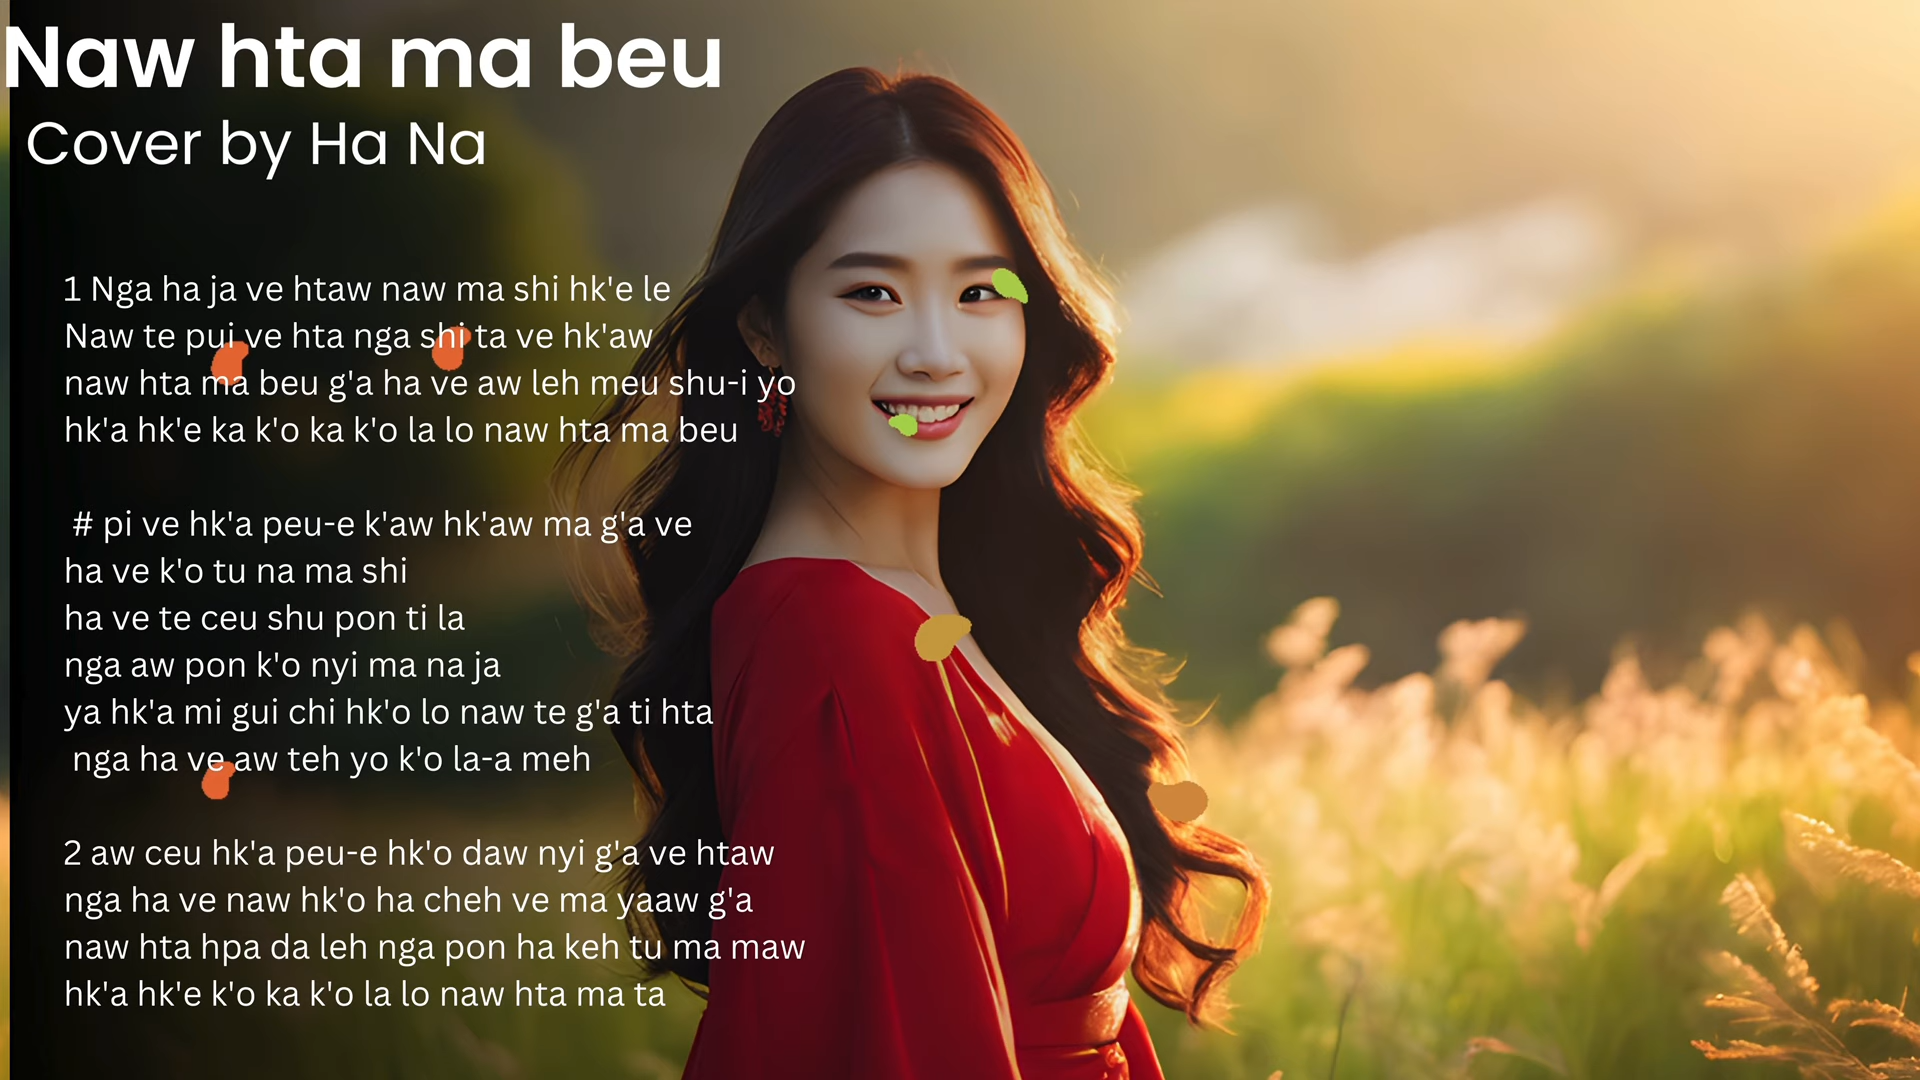 Naw hta ma beu
Cover by Ha Na
1 Nga ha ja ve htaw naw ma shi hk'e le
Naw te pui ve hta nga shi ta ve hk'aw
naw hta ma beu g'a ha ve aw leh meu shu-i yo
hk'a hk'e ka k'o ka k'o la lo naw hta ma beu
# pi ve hk'a peu-e k'aw hk'aw ma g'a ve
ha ve k'o tu na ma shi
ha ve te ceu shu pon ti la
nga aw pon k'o nyi ma na ja
ya hk'a mi gui chi hk'o lo naw te g'a ti hta
nga ha ve aw teh yo k'o la-a meh
2 aw ceu hk'a peu-e hk'o daw nyi g'a ve htaw
nga ha ve naw hk'o ha cheh ve ma yaaw g'a
naw hta hpa da leh nga pon ha keh tu ma maw
hk'a hk'e k'o ka k'o la lo naw hta ma ta